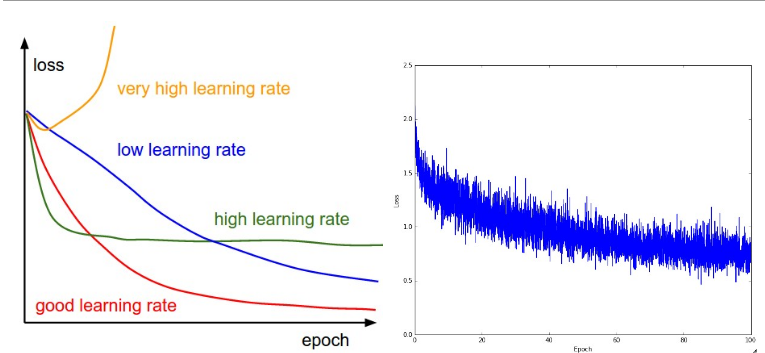 loss
very high learning rate
low learning rate
high learning rate
good learning rate
epoch
2.5
2.0
1.5
1.0
0.5
0.0
Loss
0
20
40
60
80
100
Epoch